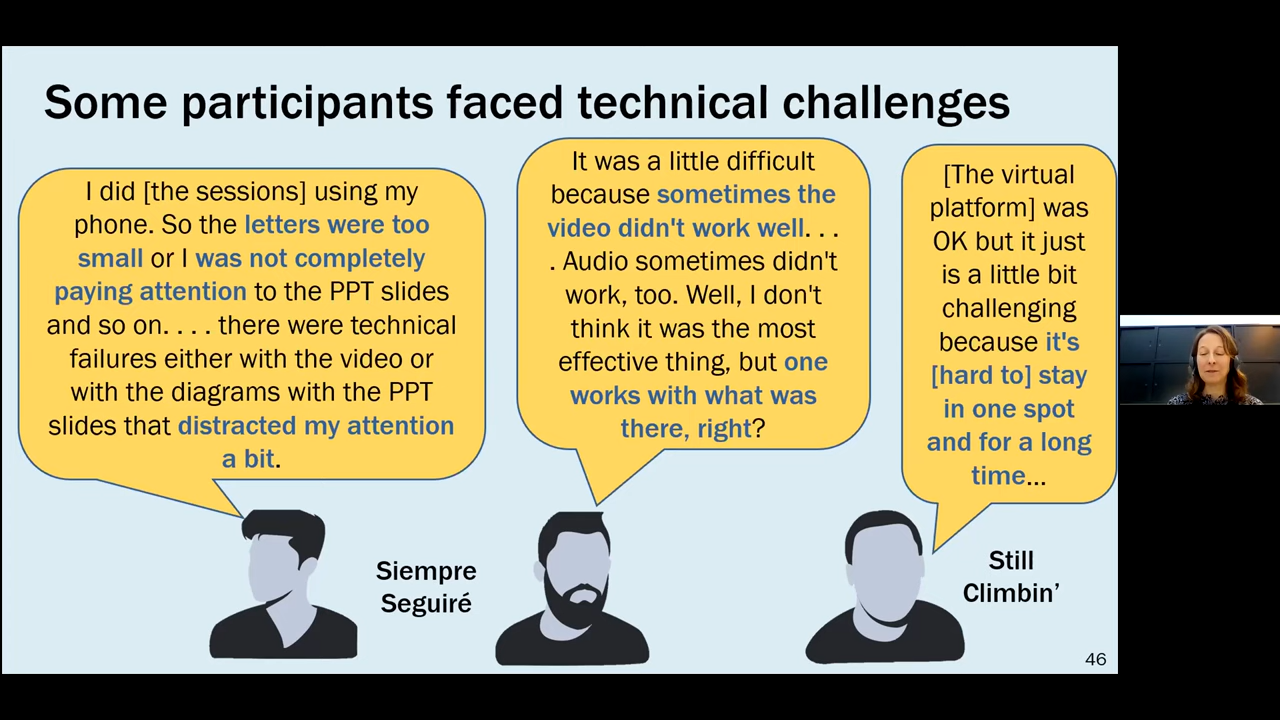 Some participants faced technical challenges
I did [the sessions] using my
phone. So the letters were too
small or I was not completely
paying attention to the PPT slides
and so on. . . . there were technical
failures either with the video or
with the diagrams with the PPT
slides that distracted my attention
a bit.
It was a little difficult
because sometimes the
video didn't work well. . .
. Audio sometimes didn't
work, too. Well, I don't
think it was the most
effective thing, but one
works with what was
there, right?
[The virtual
platform] was
OK but it just
is a little bit
challenging
because it's
[hard to] stay
in one spot
and for a long
time...
Siempre
Seguiré
Still
Climbin’
46